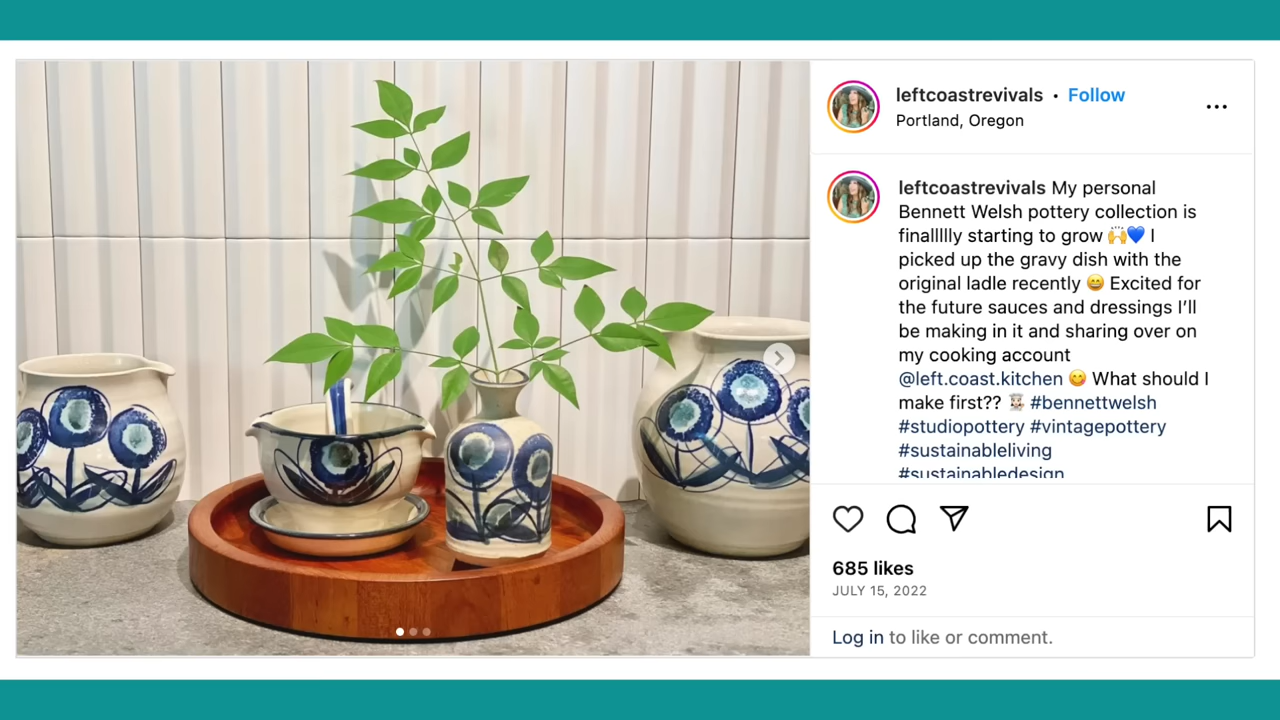 leftcoastrevivals • Follow
Portland, Oregon
leftcoastrevivals My personal
Bennett Welsh pottery collection is
finallllly starting to grow 🙌💙 I
picked up the gravy dish with the
original ladle recently 😄 Excited for
the future sauces and dressings I’ll
be making in it and sharing over on
my cooking account
@left.coast.kitchen 😋 What should I
make first?? 👩🏻‍🍳 #bennettwelsh
#studiopottery #vintagepottery
#sustainableliving
#sustainabledesign
685 likes
JULY 15, 2022
Log in to like or comment.